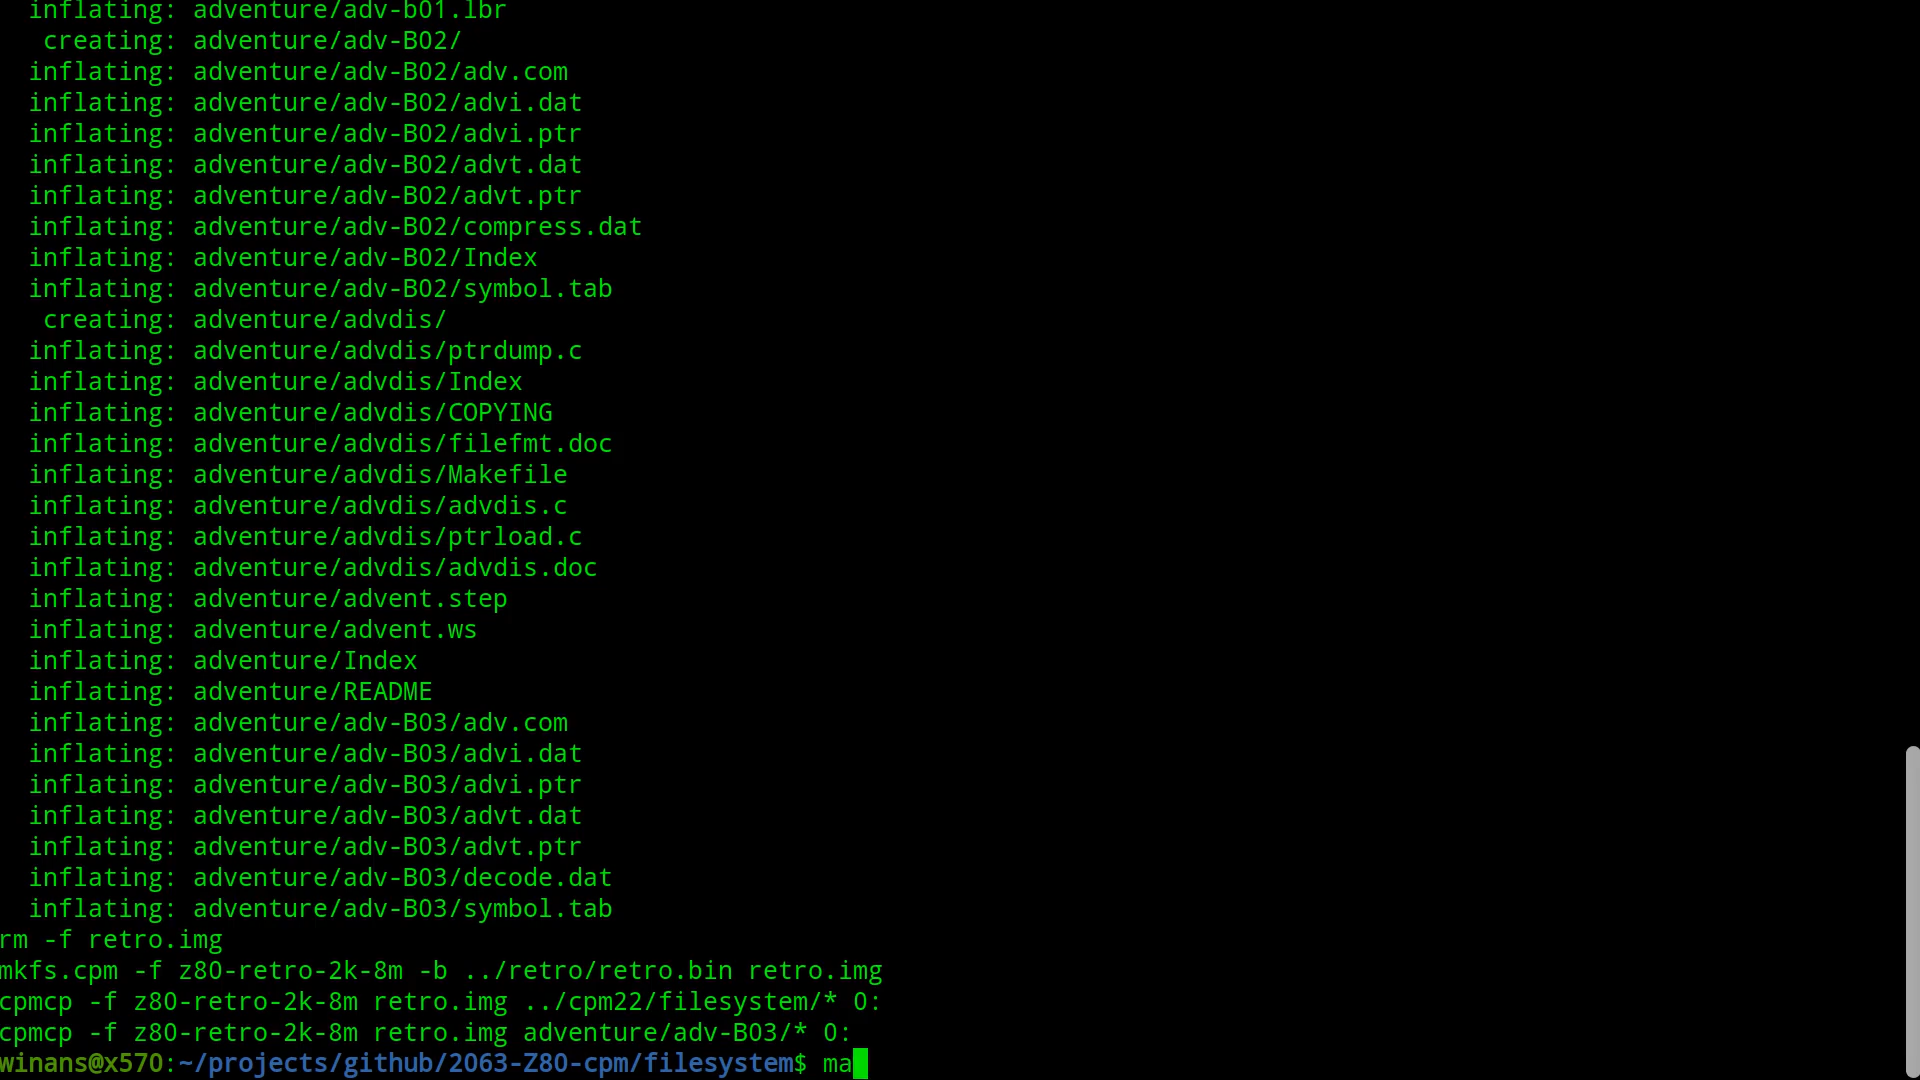 inflating: adventure/adv-b01.lbr
creating: adventure/adv-B02/
inflating: adventure/adv-B02/adv.com
inflating: adventure/adv-B02/advi.dat
inflating: adventure/adv-B02/advi.ptr
inflating: adventure/adv-B02/advt.dat
inflating: adventure/adv-B02/advt.ptr
inflating: adventure/adv-B02/compress.dat
inflating: adventure/adv-B02/Index
inflating: adventure/adv-B02/symbol.tab
creating: adventure/advdis/
inflating: adventure/advdis/ptrdump.c
inflating: adventure/advdis/Index
inflating: adventure/advdis/COPYING
inflating: adventure/advdis/filefmt.doc
inflating: adventure/advdis/Makefile
inflating: adventure/advdis/advdis.c
inflating: adventure/advdis/ptrload.c
inflating: adventure/advdis/advdis.doc
inflating: adventure/advent.step
inflating: adventure/advent.ws
inflating: adventure/Index
inflating: adventure/README
inflating: adventure/adv-B03/adv.com
inflating: adventure/adv-B03/advi.dat
inflating: adventure/adv-B03/advi.ptr
inflating: adventure/adv-B03/advt.dat
inflating: adventure/adv-B03/advt.ptr
inflating: adventure/adv-B03/decode.dat
inflating: adventure/adv-B03/symbol.tab
rm -f retro.img
mkfs.cpm -f z80-retro-2k-8m -b ../retro/retro.bin retro.img
cpmcp -f z80-retro-2k-8m retro.img ../cpm22/filesystem/* 0:
cpmcp -f z80-retro-2k-8m retro.img adventure/adv-B03/* 0:
winans@x570:~/projects/github/2063-Z80-cpm/filesystem$ ma